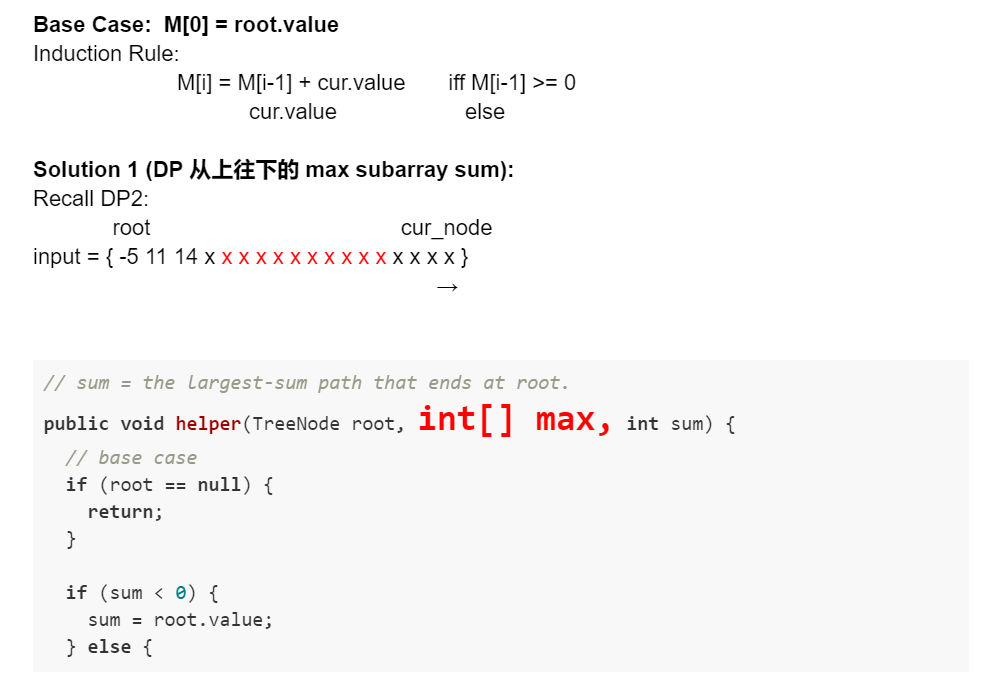 Base Case: M[0] = root.value
Induction Rule:
M[i] = M[i-1] + cur.value iff M[i-1] >= 0
cur.value else
Solution 1 (DP 从上往下的 max subarray sum):
Recall DP2:
root cur_node
input = { -5 11 14 x x x x x x x x x x x x x x x }
→
// sum = the largest-sum path that ends at root.
public void helper(TreeNode root, int[] max, int sum) {
// base case
if (root == null) {
return;
}
if (sum < 0) {
sum = root.value;
} else {